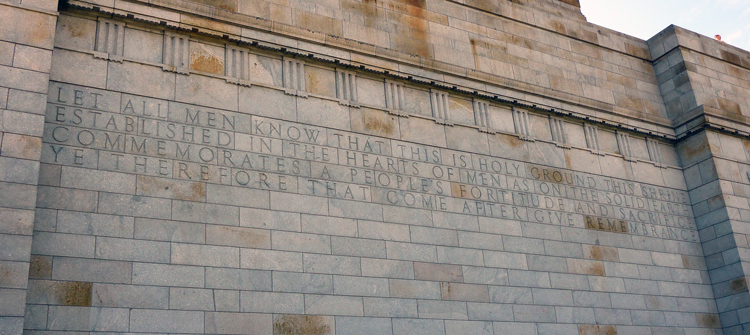 LET ALL MEN KNOW THAT THIS IS HOLY GROUND THIS SHRINE
ESTABLISHED IN THE HEARTS OF MEN AS ON THE SOLID EARTH
COMMEMORATES A PEOPLE'S FORTITUDE AND SACRIFICE
YE THEREFORE THAT COME AFTER GIVE REMEMBRANCE